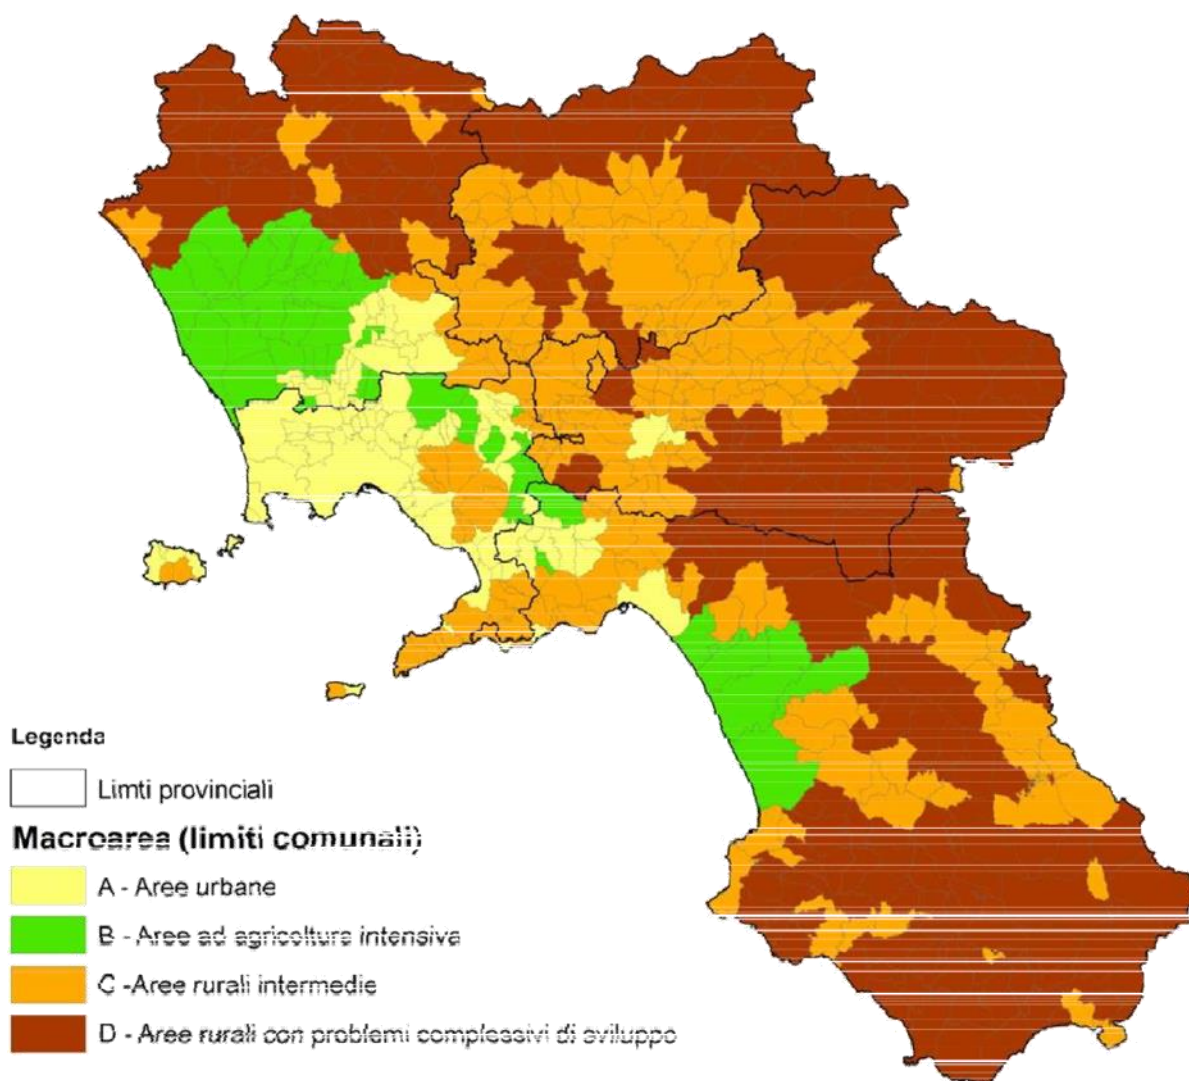 Legenda
Limti provinciali
Macroarea (limiti comunali)
A - Aree urbane
B - Aree ad agricoltura intensiva
C -Aree rurali intermedie
D - Aree rurali con problemi complessivi di sviluppo